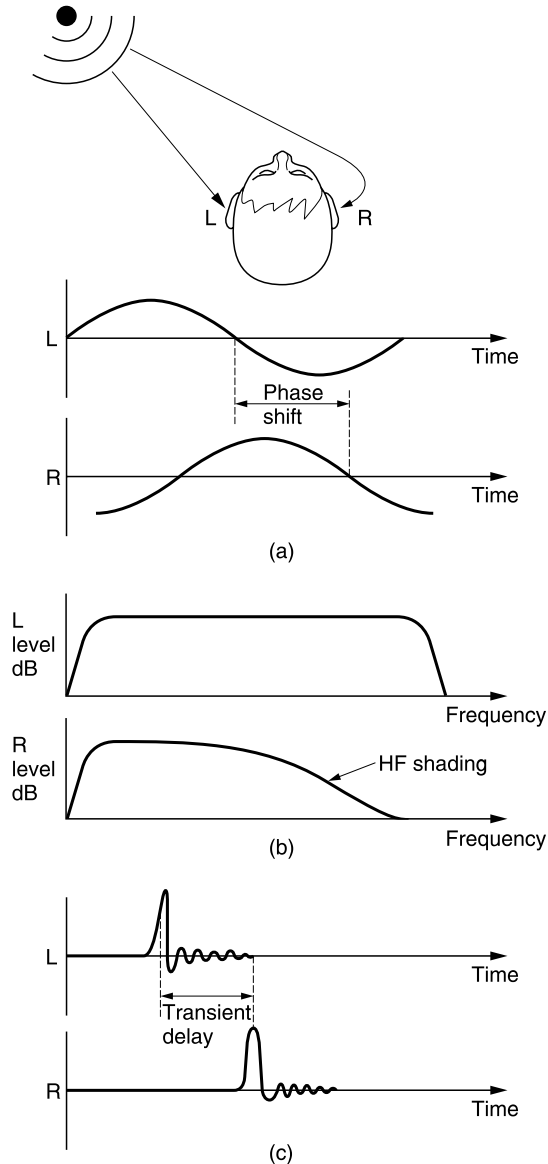 L
R
L
Time
Phase
shift
R
Time
(a)
L
level
dB
Frequency
R
level
dB
HF shading
Frequency
(b)
L
Time
Transient
delay
R
Time
(c)